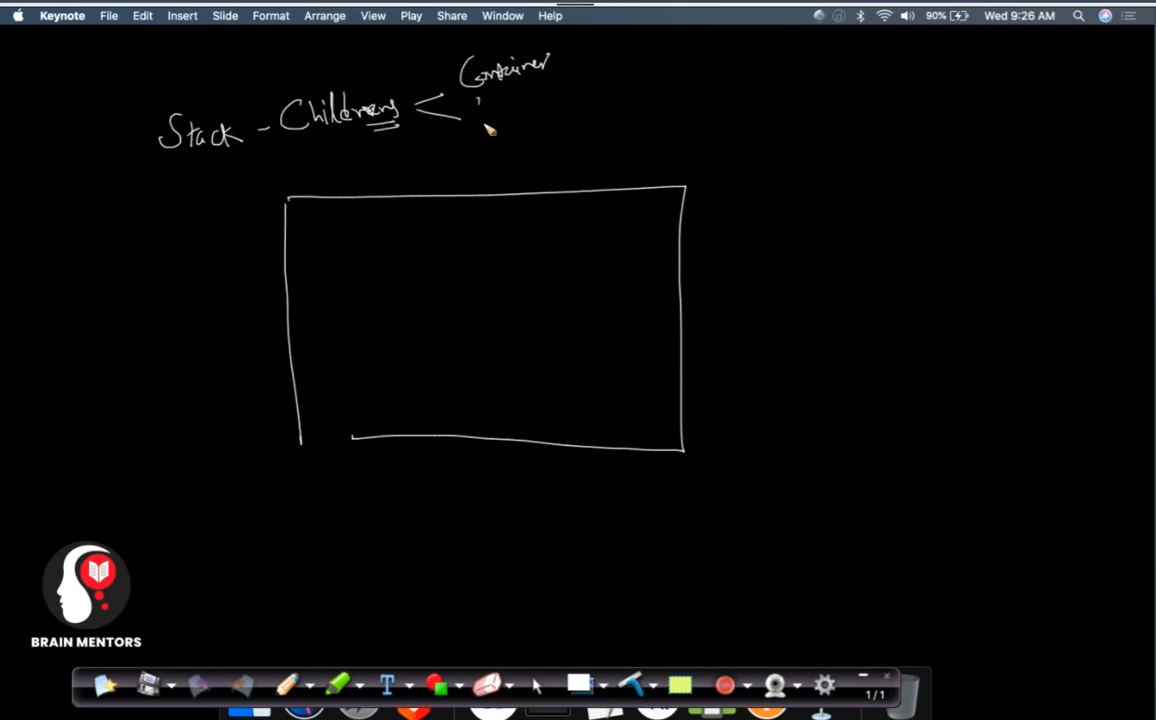 Keynote File Edit Insert Slide Format Arrange View Play Share Window Help 90% Wed 9:26 AM
Container
Stack - Childrens <
BRAIN MENTORS
1/1